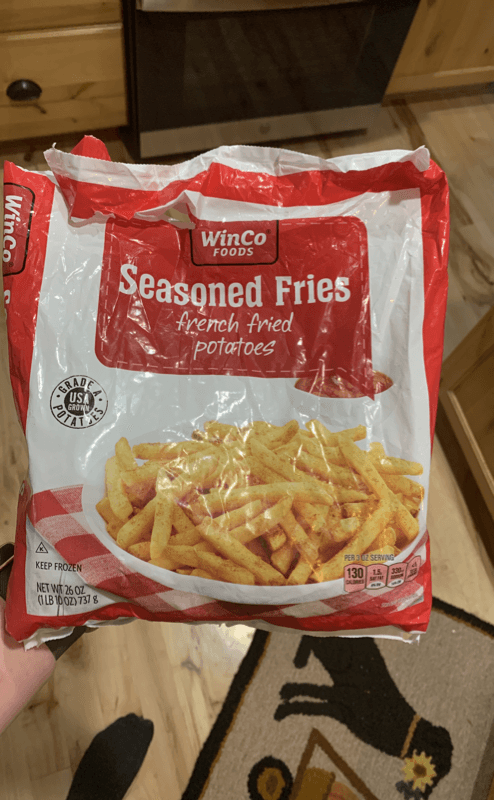 WinCo
WinCo
FOODS
Seasoned Fries
french fried
potatoes
GRADE A
USA
GROWN
POTATOES
KEEP FROZEN
NET WT 26 OZ
(1 LB 10 OZ) 737 g
PER 3 OZ SERVING
130
CALORIES